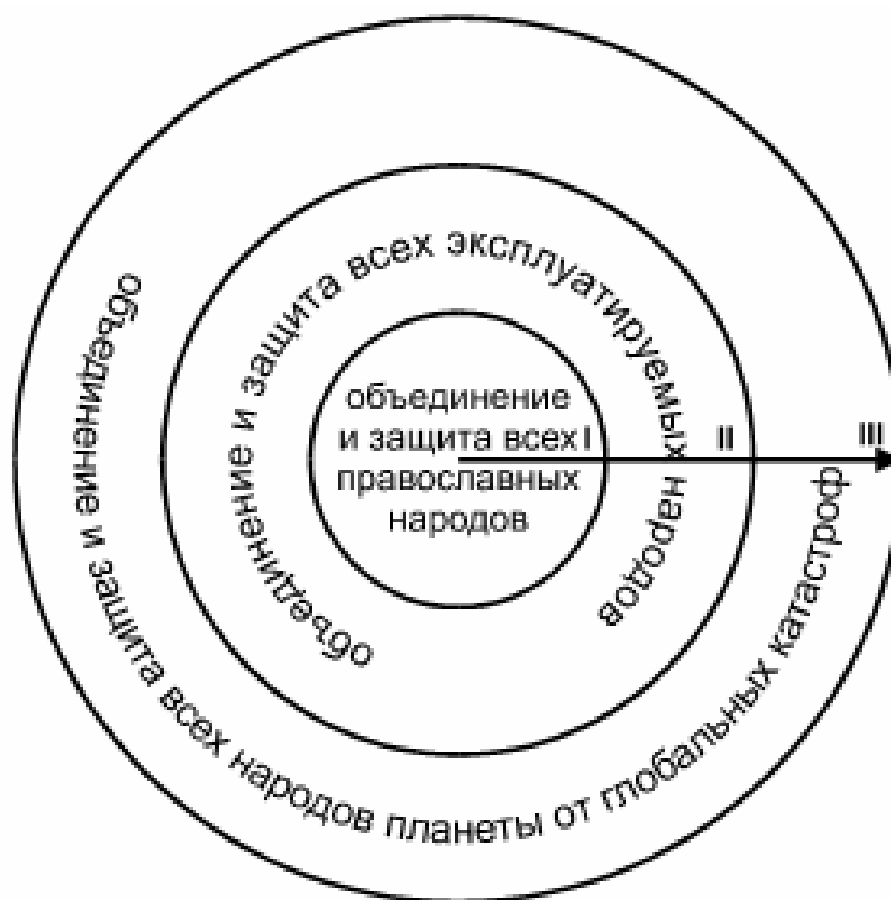 объединение
и защита всех I
православных
народов
II
объединение и защита всех эксплуатируемых народов
III
объединение и защита всех народов планеты от глобальных катастроф